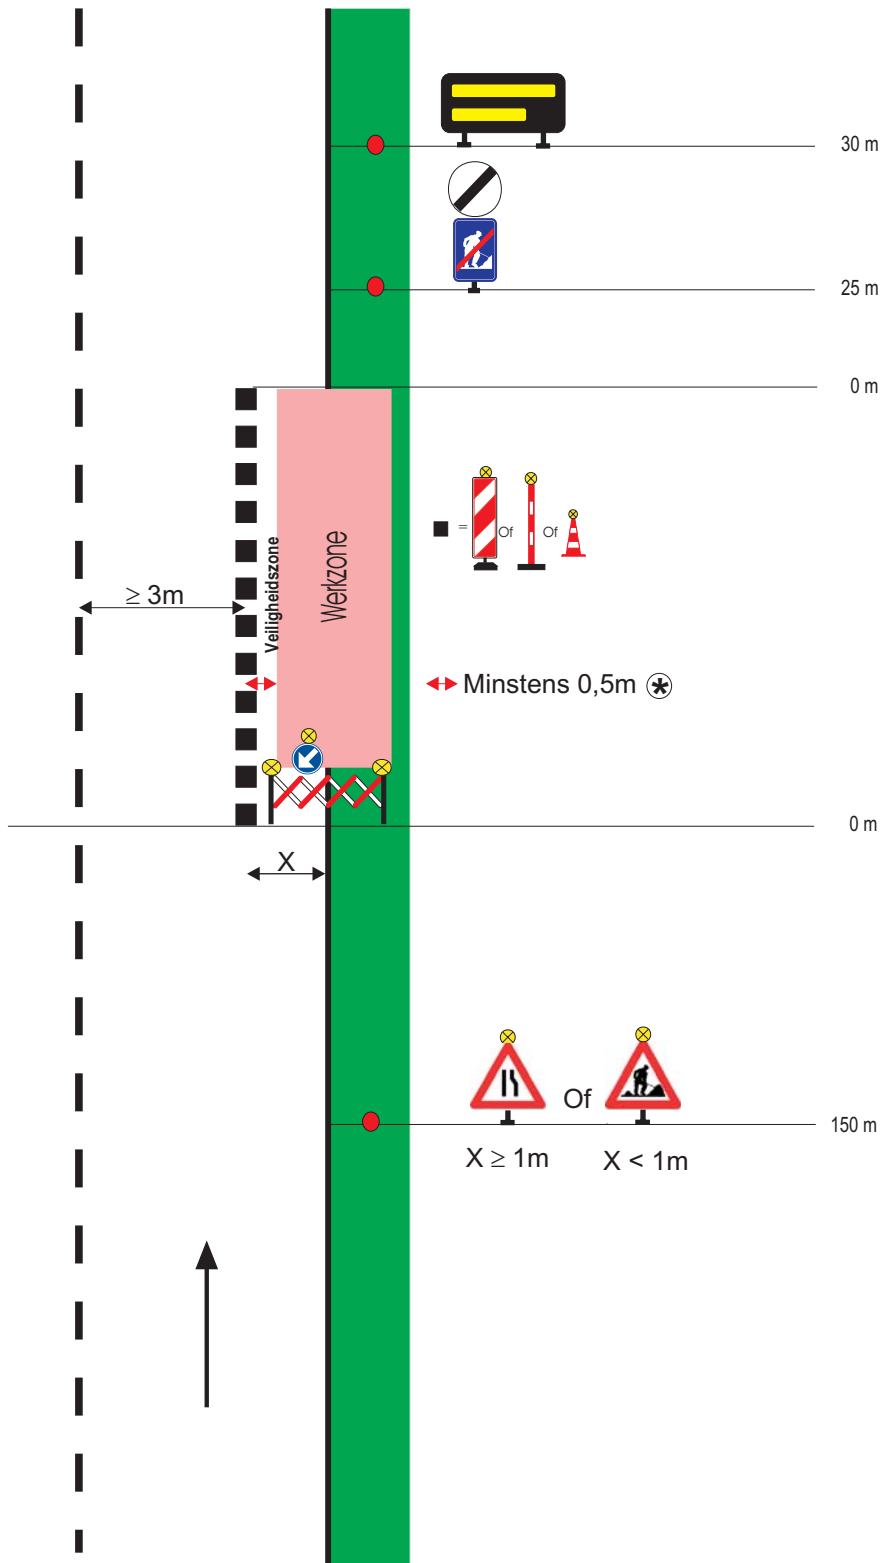 30 m
25 m
0 m
= Of Of
Veiligheidszone
Werkzone
≥ 3m
Minstens 0,5m *
0 m
X
Of
150 m
X ≥ 1m X < 1m